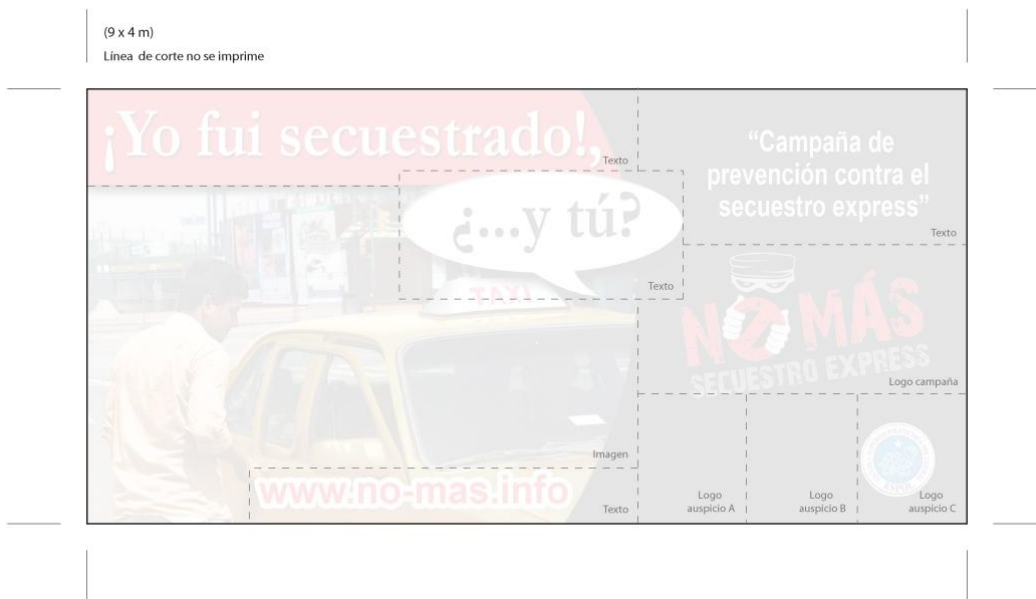 (9 x 4 m)
Línea de corte no se imprime
¡Yo fui secuestrado!,
Texto
"Campaña de
prevención contra el
secuestro express"
Texto
¿...y tú?
Texto
TAXI
NO MÁS
SECUESTRO EXPRESS
Logo campaña
Imagen
www.no-mas.info
Texto
Logo
auspicio A
Logo
auspicio B
ESPOL
Logo
auspicio C